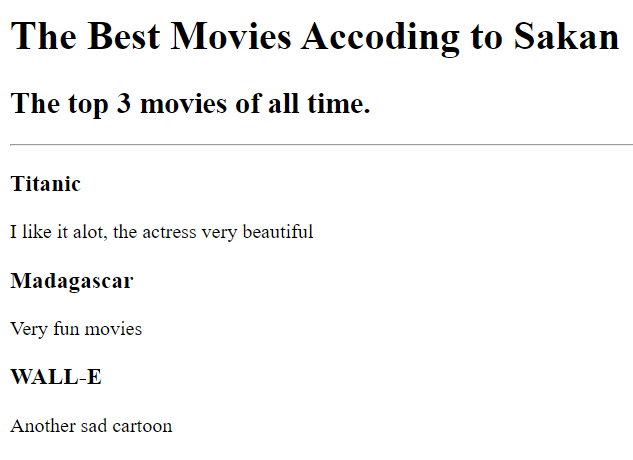 The Best Movies Accoding to Sakan
The top 3 movies of all time.
Titanic
I like it alot, the actress very beautiful
Madagascar
Very fun movies
WALL-E
Another sad cartoon